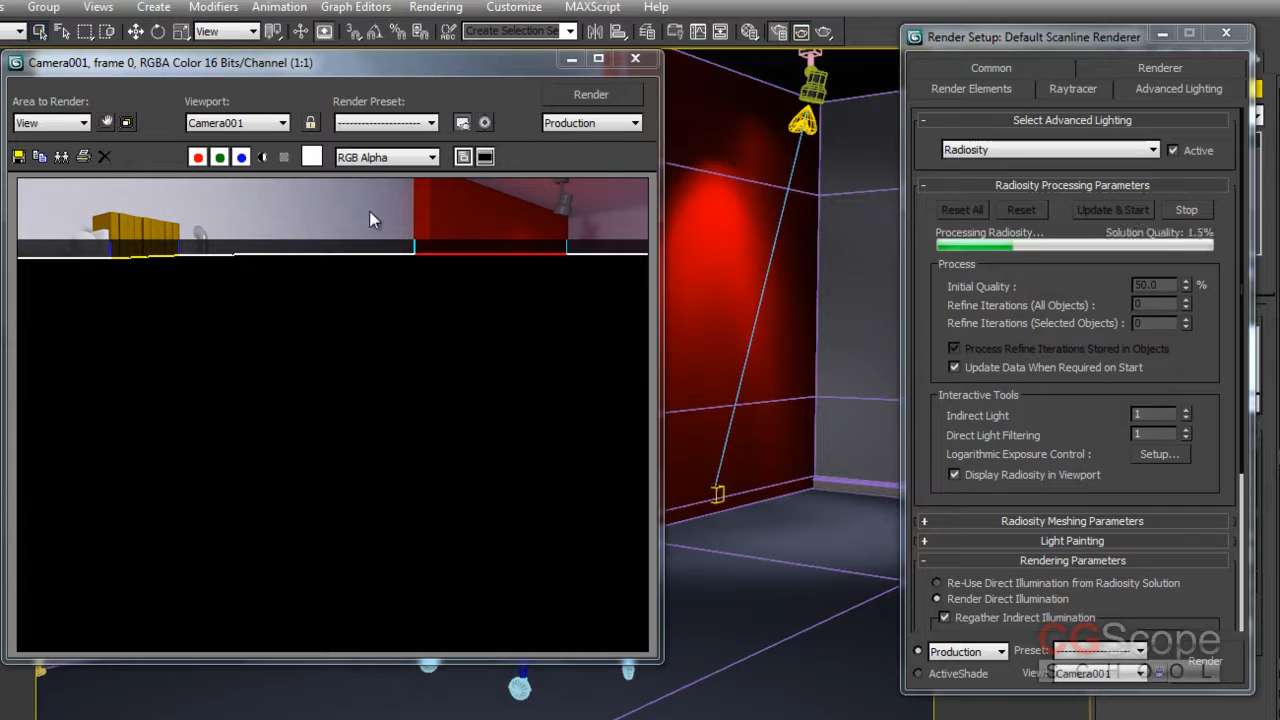 s Group Views Create Modifiers Animation Graph Editors Rendering Customize MAXScript Help
View Create Selection Se
Camera001, frame 0, RGBA Color 16 Bits/Channel (1:1)
Area to Render: Viewport: Render Preset: Render
View Camera001 ---------------------- Production
RGB Alpha
Render Setup: Default Scanline Renderer
Common Renderer
Render Elements Raytracer Advanced Lighting
- Select Advanced Lighting
Radiosity Active
- Radiosity Processing Parameters
Reset All Reset Update & Start Stop
Processing Radiosity... Solution Quality: 1.5%
Process
Initial Quality : 50.0 %
Refine Iterations (All Objects) : 0
Refine Iterations (Selected Objects) : 0
Process Refine Iterations Stored in Objects
Update Data When Required on Start
Interactive Tools
Indirect Light 1
Direct Light Filtering 1
Logarithmic Exposure Control : Setup...
Display Radiosity in Viewport
+ Radiosity Meshing Parameters
+ Light Painting
- Rendering Parameters
Re-Use Direct Illumination from Radiosity Solution
Render Direct Illumination
Regather Indirect Illumination
CGScope
SCHOOL
Production Preset: Render
ActiveShade View: Camera001